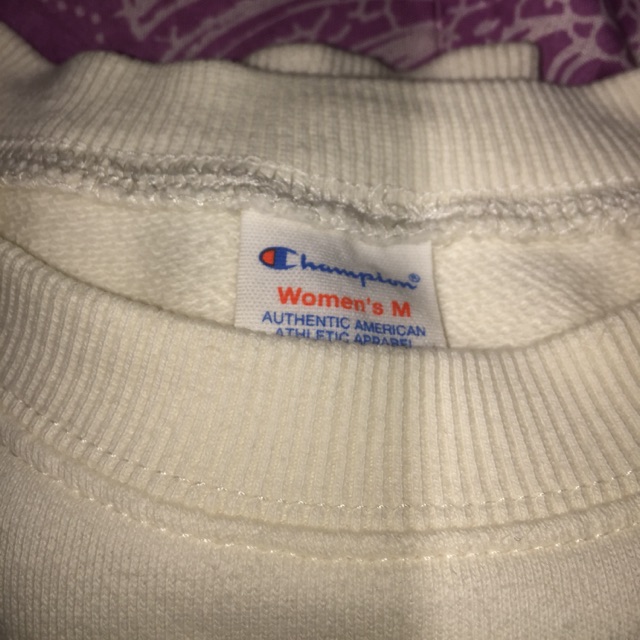 Champion®
Women's M
AUTHENTIC AMERICAN
ATHLETIC APPAREL